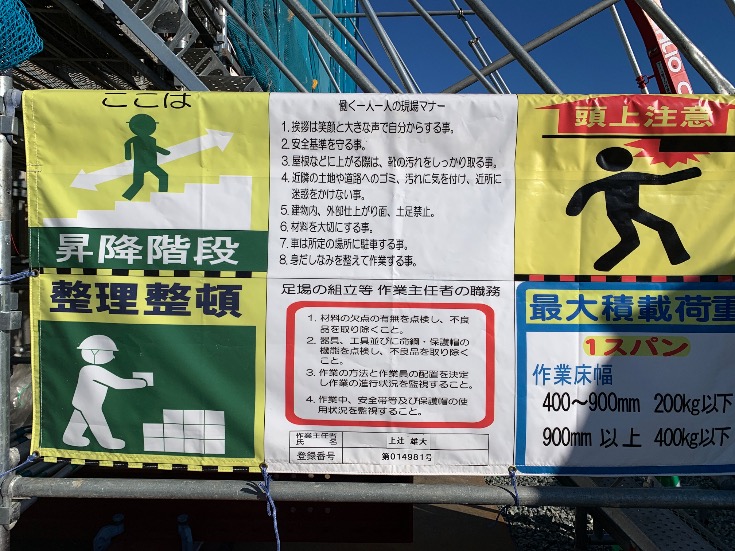 ここは
昇降階段
整理整頓
働く一人一人の現場マナー
1.挨拶は笑顔と大きな声で自分からする事。
2.安全基準を守る事。
3.屋根などに上がる際は、靴の汚れをしっかり取る事。
4.近隣の土地や道路へのゴミ、汚れに気を付け、近所に
迷惑をかけない事。
5.建物内、外部仕上がり面、土足禁止。
6.材料を大切にする事。
7.車は所定の場所に駐車する事。
8.身だしなみを整えて作業する事。
足場の組立等 作業主任者の職務
1.材料の欠点の有無を点検し、不良
品を取り除くこと。
2.器具、工具並びに命綱・保護帽の
機能を点検し、不良品を取り除く
こと。
3.作業の方法と作業員の配置を決定
し作業の進行状況を監視すること。
4.作業中、安全帯等及び保護帽の使
用状況を監視すること。
作業主任者
氏名 上辻 雄大
登録番号 第014981号
頭上注意
最大積載荷重
1スパン
作業床幅
400～900mm 200kg以下
900mm 以上 400kg以下